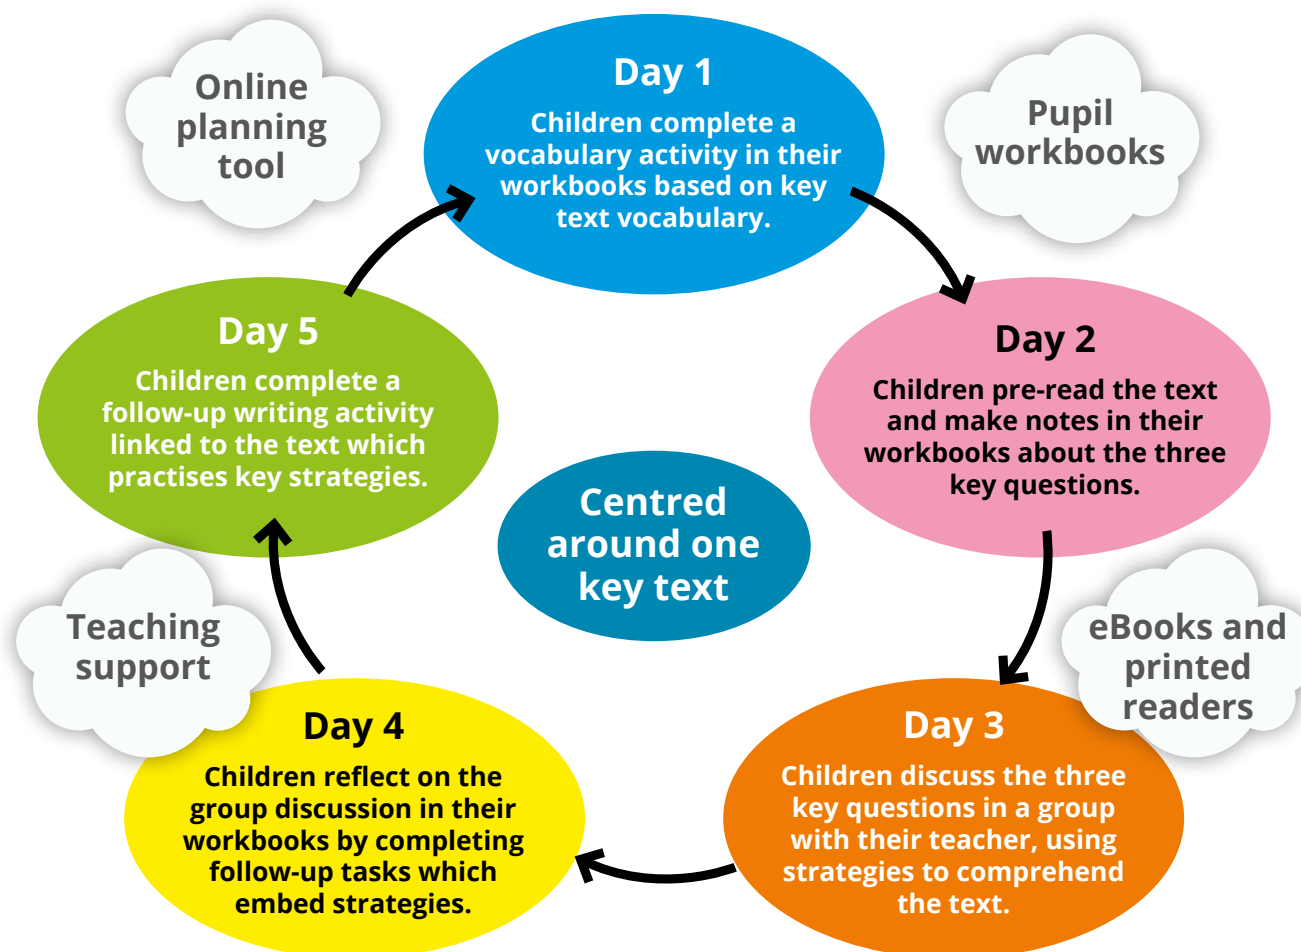 Online
planning
tool
Day 1
Children complete a
vocabulary activity in their
workbooks based on key
text vocabulary.
Pupil
workbooks
Day 2
Children pre-read the text
and make notes in their
workbooks about the three
key questions.
eBooks and
printed
readers
Day 3
Children discuss the three
key questions in a group
with their teacher, using
strategies to comprehend
the text.
Day 4
Children reflect on the
group discussion in their
workbooks by completing
follow-up tasks which
embed strategies.
Teaching
support
Day 5
Children complete a
follow-up writing activity
linked to the text which
practises key strategies.
Centred
around one
key text